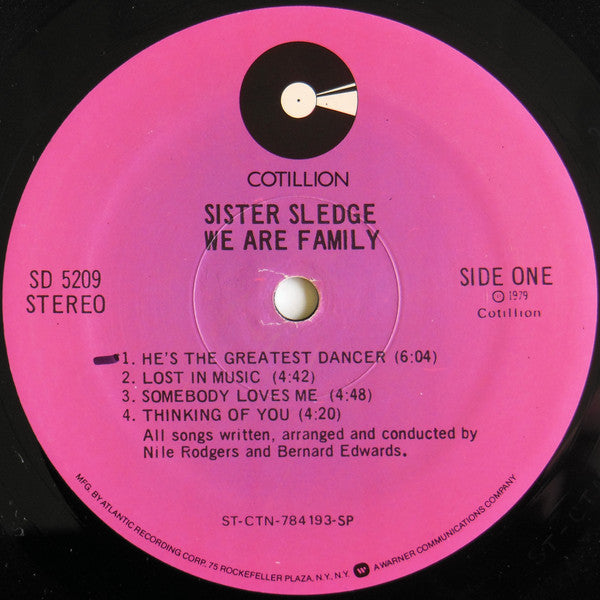 COTILLION
SISTER SLEDGE
WE ARE FAMILY
SD 5209
STEREO
SIDE ONE
Ⓟ 1979
Cotillion
*1. HE'S THE GREATEST DANCER (6:04)
2. LOST IN MUSIC (4:42)
3. SOMEBODY LOVES ME (4:48)
4. THINKING OF YOU (4:20)
All songs written, arranged and conducted by
Nile Rodgers and Bernard Edwards.
ST-CTN-784193-SP
MFG. BY ATLANTIC RECORDING CORP. 75 ROCKEFELLER PLAZA, N.Y., N.Y. W A WARNER COMMUNICATIONS COMPANY